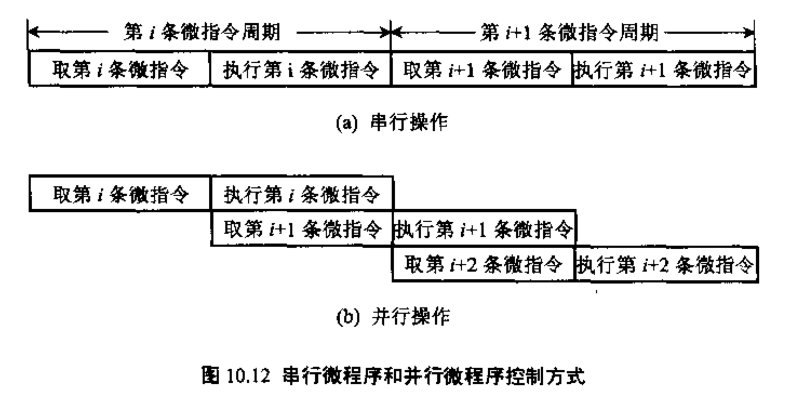 第 i 条微指令周期 第 i+1 条微指令周期
取第 i 条微指令 执行第 i 条微指令 取第 i+1 条微指令 执行第 i+1 条微指令
(a) 串行操作
取第 i 条微指令 执行第 i 条微指令
取第 i+1 条微指令 执行第 i+1 条微指令
取第 i+2 条微指令 执行第 i+2 条微指令
(b) 并行操作
图 10.12 串行微程序和并行微程序控制方式